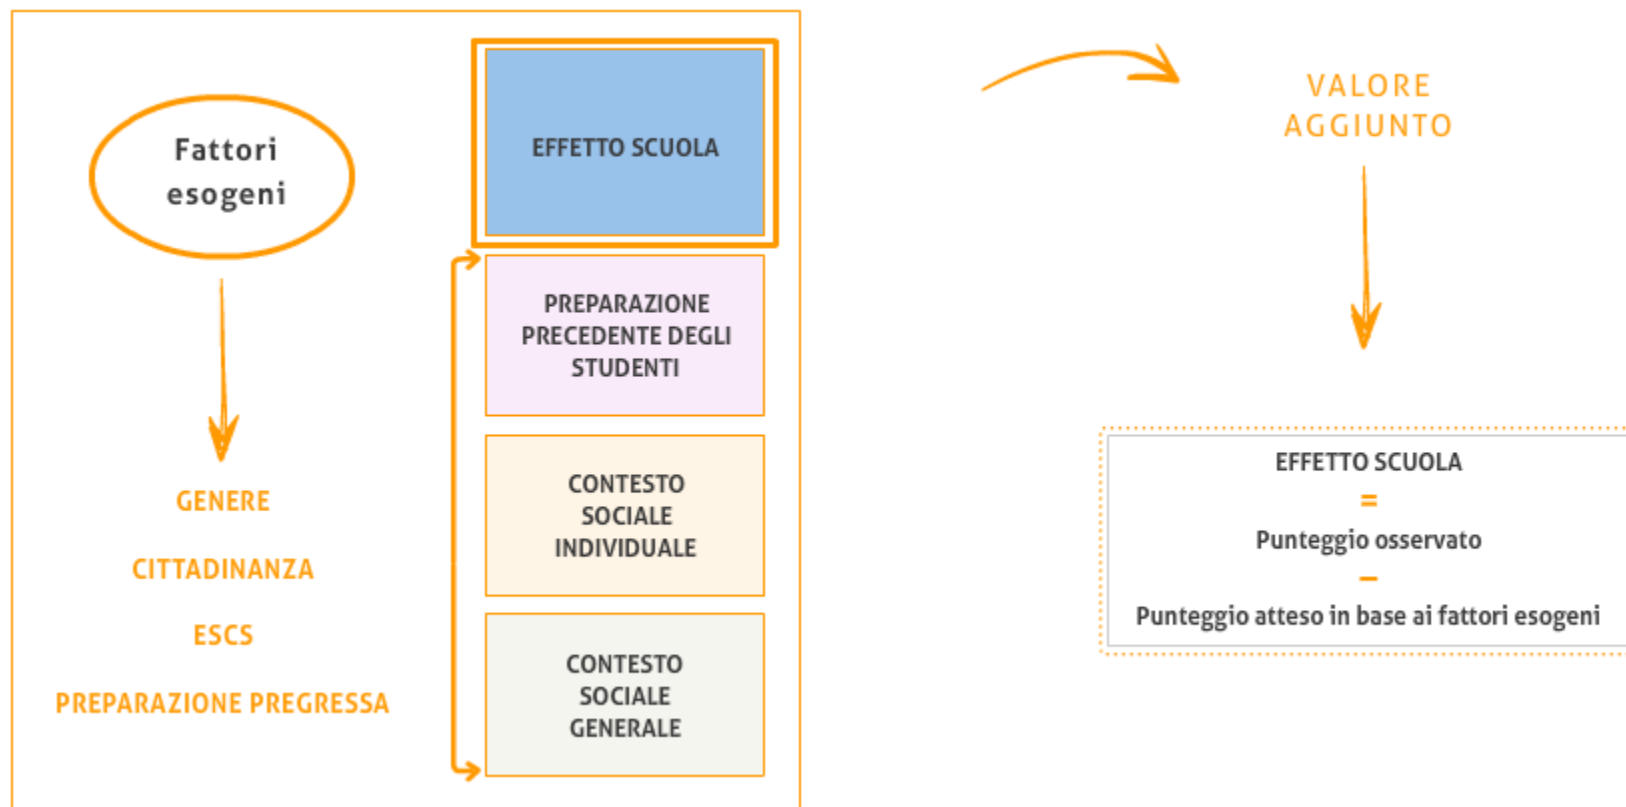 Fattori
esogeni
GENERE
CITTADINANZA
ESCS
PREPARAZIONE PREGRESSA
EFFETTO SCUOLA
PREPARAZIONE
PRECEDENTE DEGLI
STUDENTI
CONTESTO
SOCIALE
INDIVIDUALE
CONTESTO
SOCIALE
GENERALE
VALORE
AGGIUNTO
EFFETTO SCUOLA
=
Punteggio osservato
–
Punteggio atteso in base ai fattori esogeni